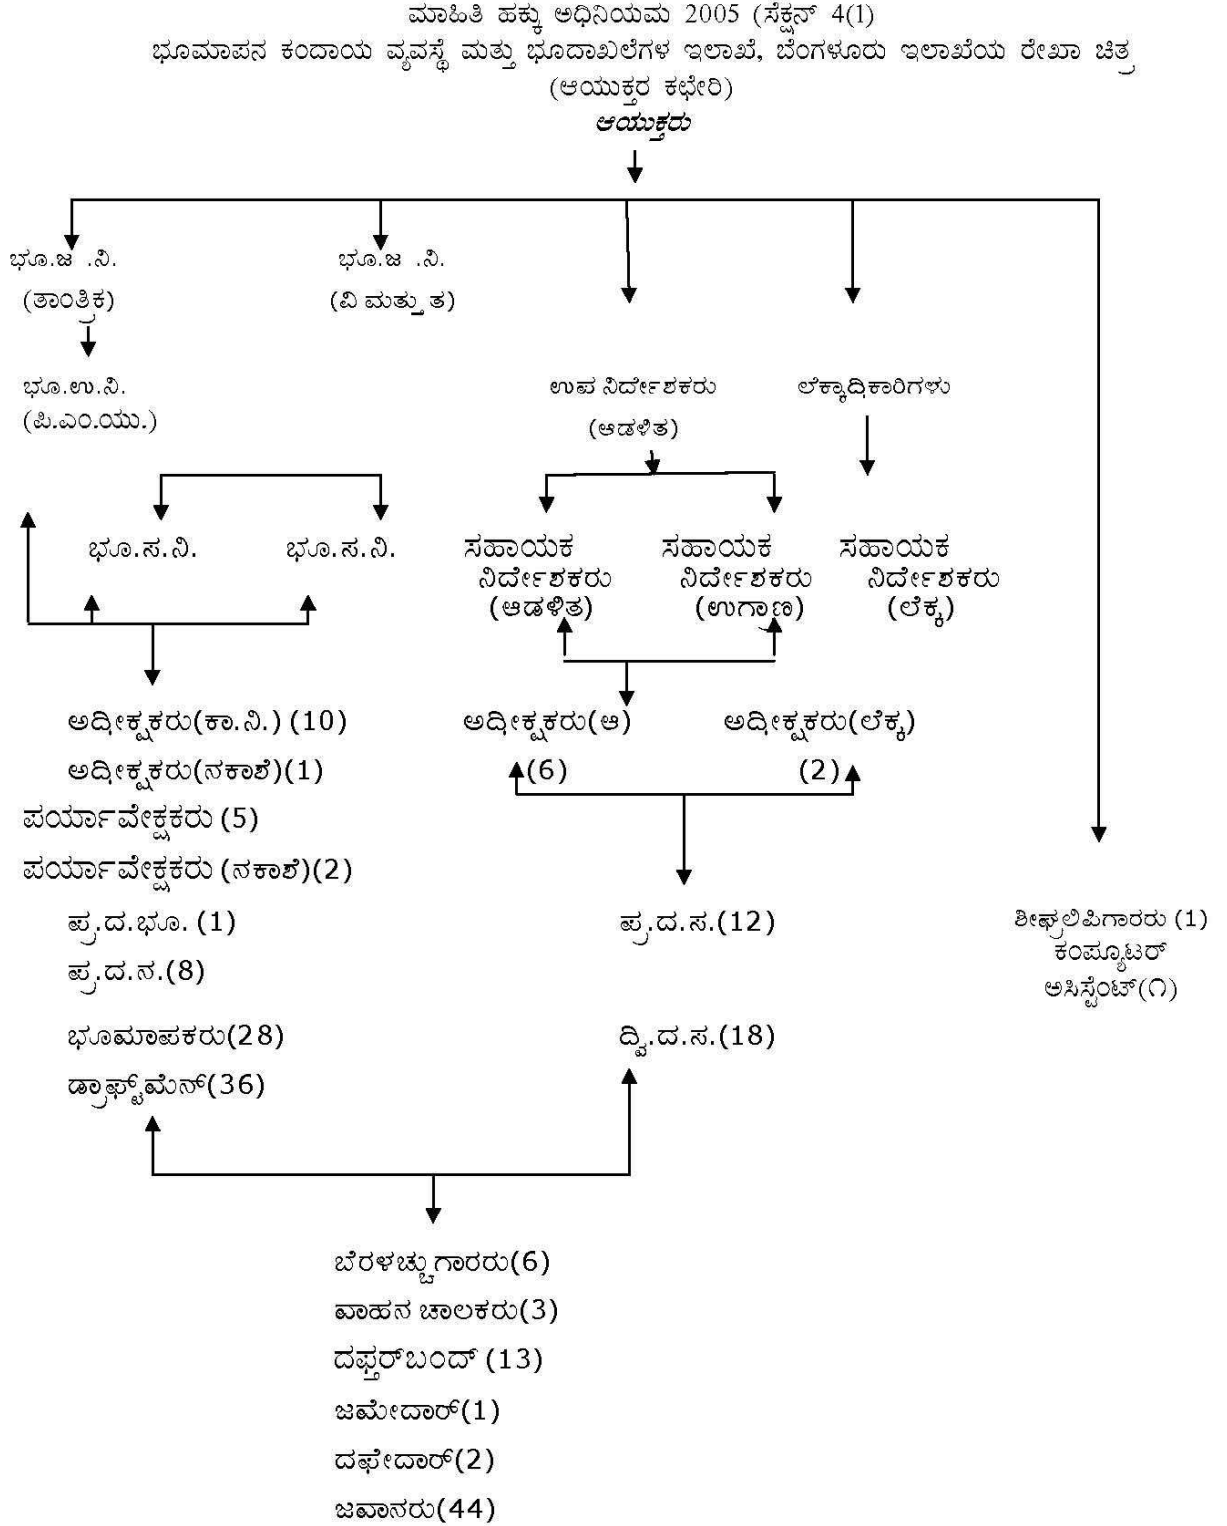 ಮಾಹಿತಿ ಹಕ್ಕು ಅಧಿನಿಯಮ 2005 (ಸೆಕ್ಷನ್ 4(1)
ಭೂಮಾಪನ ಕಂದಾಯ ವ್ಯವಸ್ಥೆ ಮತ್ತು ಭೂದಾಖಲೆಗಳ ಇಲಾಖೆ, ಬೆಂಗಳೂರು ಇಲಾಖೆಯ ರೇಖಾ ಚಿತ್ರ
(ಆಯುಕ್ತರ ಕಛೇರಿ)
ಆಯುಕ್ತರು
ಭೂ.ಜ .ನಿ. ಭೂ.ಜ .ನಿ.
(ತಾಂತ್ರಿಕ) (ವಿ ಮತ್ತು ತ)
ಭೂ.ಉ.ನಿ. ಉಪ ನಿರ್ದೇಶಕರು ಲೆಕ್ಕಾಧಿಕಾರಿಗಳು
(ಪಿ.ಎಂ.ಯು.) (ಆಡಳಿತ)
ಭೂ.ಸ.ನಿ. ಭೂ.ಸ.ನಿ. ಸಹಾಯಕ ಸಹಾಯಕ ಸಹಾಯಕ
ನಿರ್ದೇಶಕರು ನಿರ್ದೇಶಕರು ನಿರ್ದೇಶಕರು
(ಆಡಳಿತ) (ಉಗ್ರಾಣ) (ಲೆಕ್ಕ)
ಅಧೀಕ್ಷಕರು(ಕಾ.ನಿ.) (10) ಅಧೀಕ್ಷಕರು(ಆ) ಅಧೀಕ್ಷಕರು(ಲೆಕ್ಕ)
ಅಧೀಕ್ಷಕರು(ನಕಾಶೆ)(1) (6) (2)
ಪರ್ಯಾವೇಕ್ಷಕರು (5)
ಪರ್ಯಾವೇಕ್ಷಕರು (ನಕಾಶೆ)(2)
ಪ್ರ.ದ.ಭೂ. (1) ಪ್ರ.ದ.ಸ.(12) ಶೀಘ್ರಲಿಪಿಗಾರರು (1)
ಕಂಪ್ಯೂಟರ್
ಪ್ರ.ದ.ನ.(8)
ಅಸಿಸ್ಟೆಂಟ್(೧)
ಭೂಮಾಪಕರು(28) ದ್ವಿ.ದ.ಸ.(18)
ಡ್ರಾಫ್ಟ್‌ಮೆನ್(36)
ಬೆರಳಚ್ಚುಗಾರರು(6)
ವಾಹನ ಚಾಲಕರು(3)
ದಫ್ತರ್‌ಬಂದ್ (13)
ಜಮೇದಾರ್(1)
ದಫೇದಾರ್(2)
ಜವಾನರು(44)